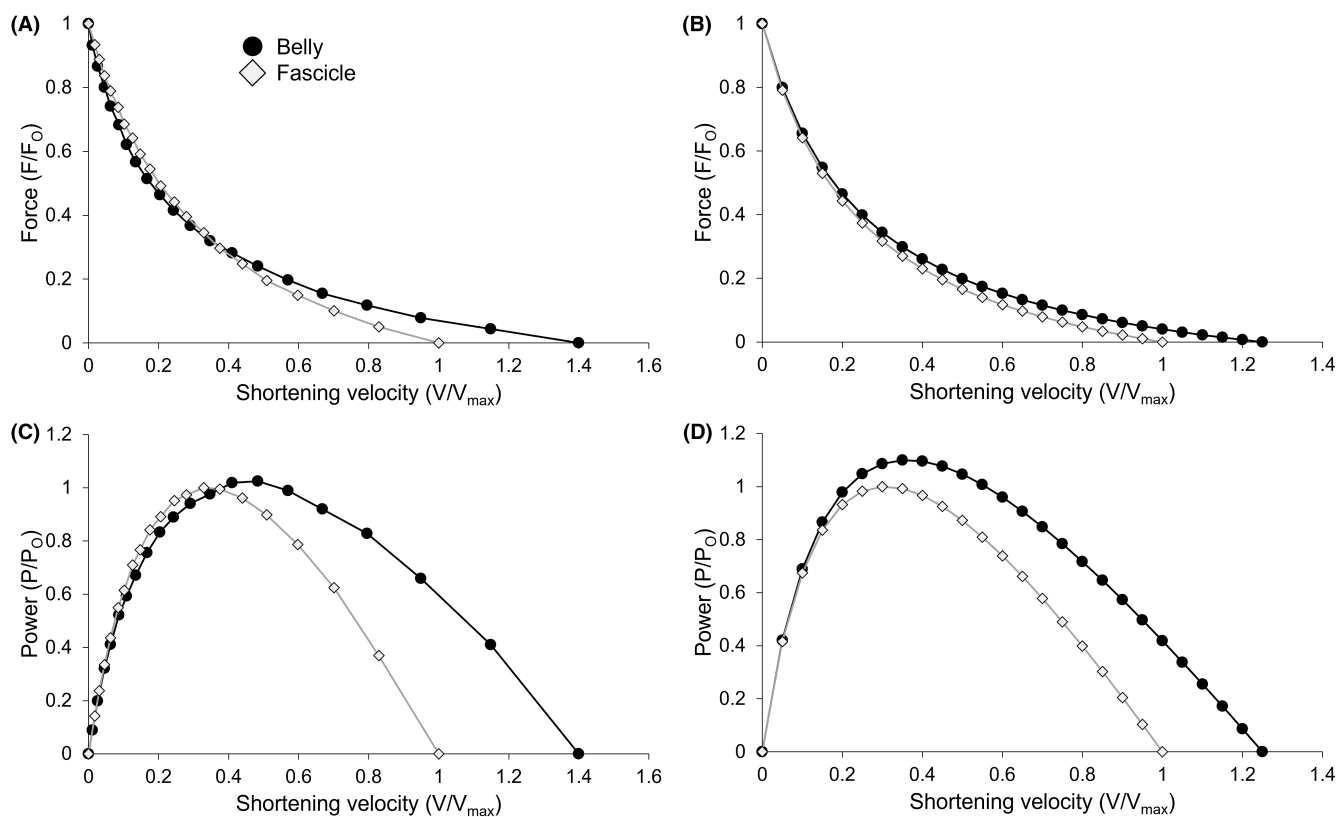 (A)
Belly
Fascicle
Force (F/FO)
1
0.8
0.6
0.4
0.2
0
0 0.2 0.4 0.6 0.8 1 1.2 1.4 1.6
Shortening velocity (V/Vmax)
(B)
Force (F/FO)
1
0.8
0.6
0.4
0.2
0
0 0.2 0.4 0.6 0.8 1 1.2 1.4
Shortening velocity (V/Vmax)
(C)
Power (P/PO)
1.2
1
0.8
0.6
0.4
0.2
0
0 0.2 0.4 0.6 0.8 1 1.2 1.4 1.6
Shortening velocity (V/Vmax)
(D)
Power (P/PO)
1.2
1
0.8
0.6
0.4
0.2
0
0 0.2 0.4 0.6 0.8 1 1.2 1.4
Shortening velocity (V/Vmax)